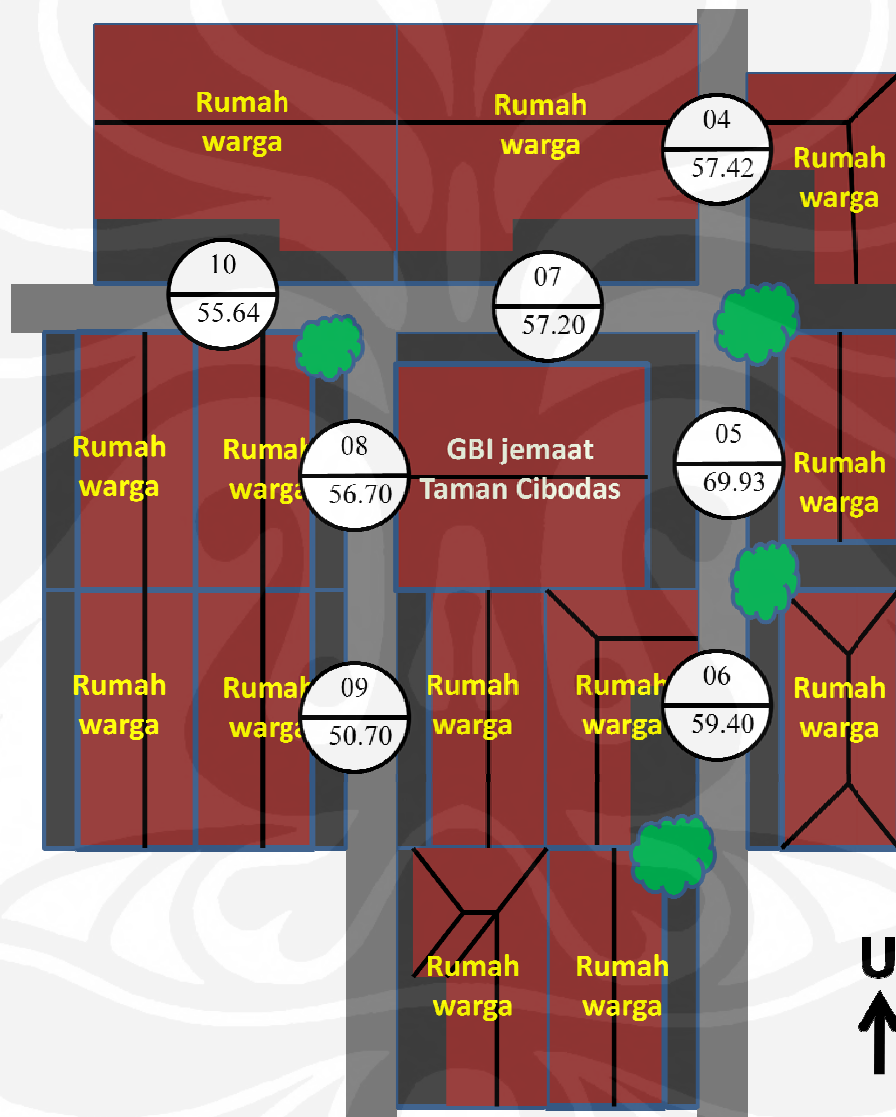 Rumah
warga
Rumah
warga
04
57.42
Rumah
warga
10
55.64
07
57.20
Rumah
warga
Rumah
warga
08
56.70
GBI jemaat
Taman Cibodas
05
69.93
Rumah
warga
Rumah
warga
Rumah
warga
09
50.70
Rumah
warga
Rumah
warga
06
59.40
Rumah
warga
Rumah
warga
Rumah
warga
U